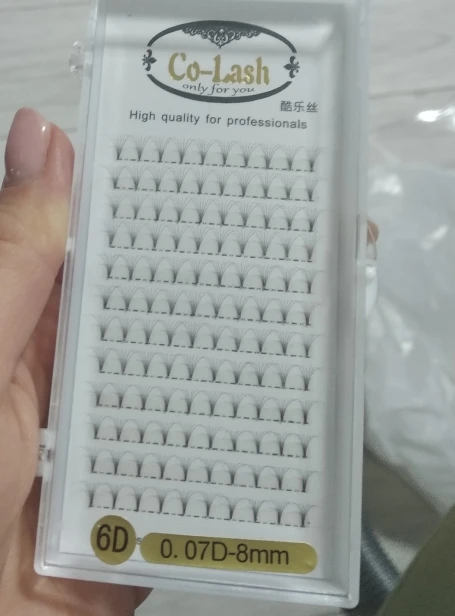 Co-Lash
only for you
酷乐丝
High quality for professionals
6D
0.07D-8mm